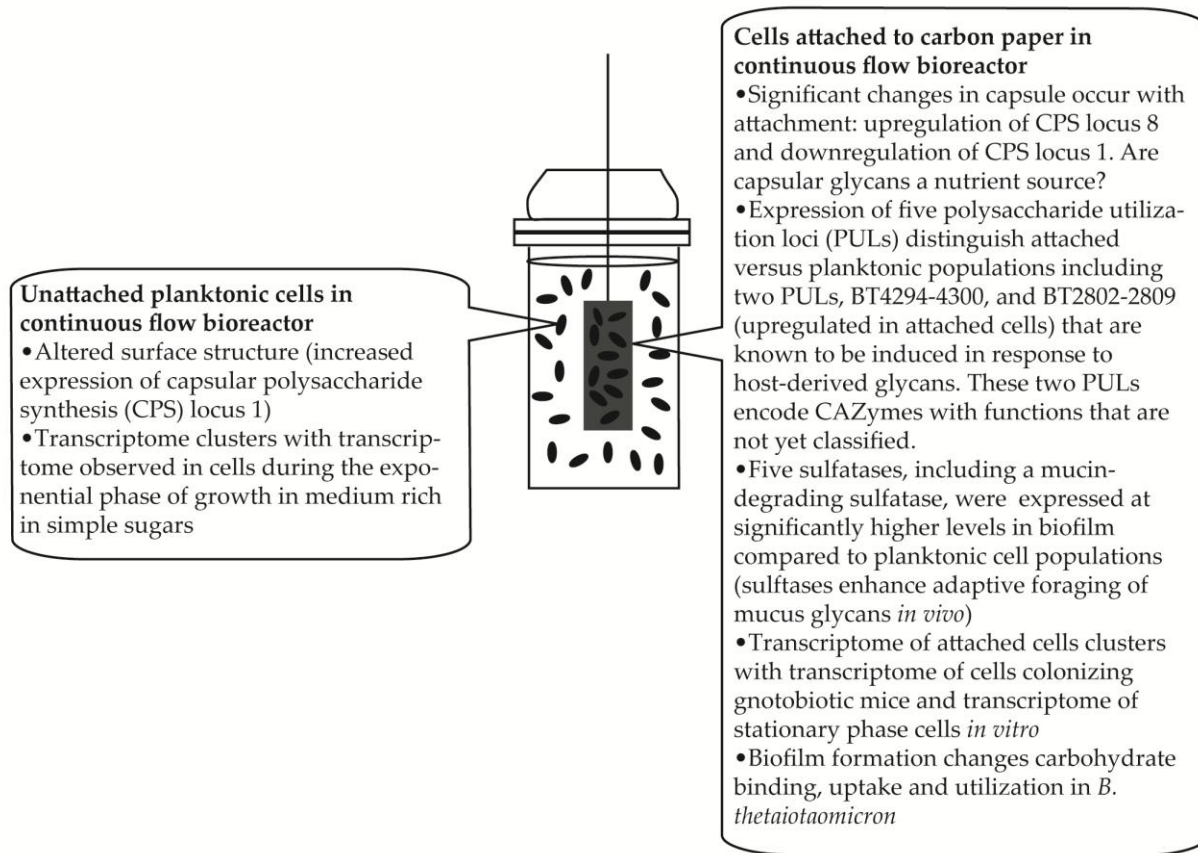 Unattached planktonic cells in
continuous flow bioreactor
•Altered surface structure (increased
expression of capsular polysaccharide
synthesis (CPS) locus 1)
•Transcriptome clusters with transcrip-
tome observed in cells during the expo-
nential phase of growth in medium rich
in simple sugars
Cells attached to carbon paper in
continuous flow bioreactor
•Significant changes in capsule occur with
attachment: upregulation of CPS locus 8
and downregulation of CPS locus 1. Are
capsular glycans a nutrient source?
•Expression of five polysaccharide utiliza-
tion loci (PULs) distinguish attached
versus planktonic populations including
two PULs, BT4294-4300, and BT2802-2809
(upregulated in attached cells) that are
known to be induced in response to
host-derived glycans. These two PULs
encode CAZymes with functions that are
not yet classified.
•Five sulfatases, including a mucin-
degrading sulfatase, were expressed at
significantly higher levels in biofilm
compared to planktonic cell populations
(sulftases enhance adaptive foraging of
mucus glycans in vivo)
•Transcriptome of attached cells clusters
with transcriptome of cells colonizing
gnotobiotic mice and transcriptome of
stationary phase cells in vitro
•Biofilm formation changes carbohydrate
binding, uptake and utilization in B.
thetaiotaomicron